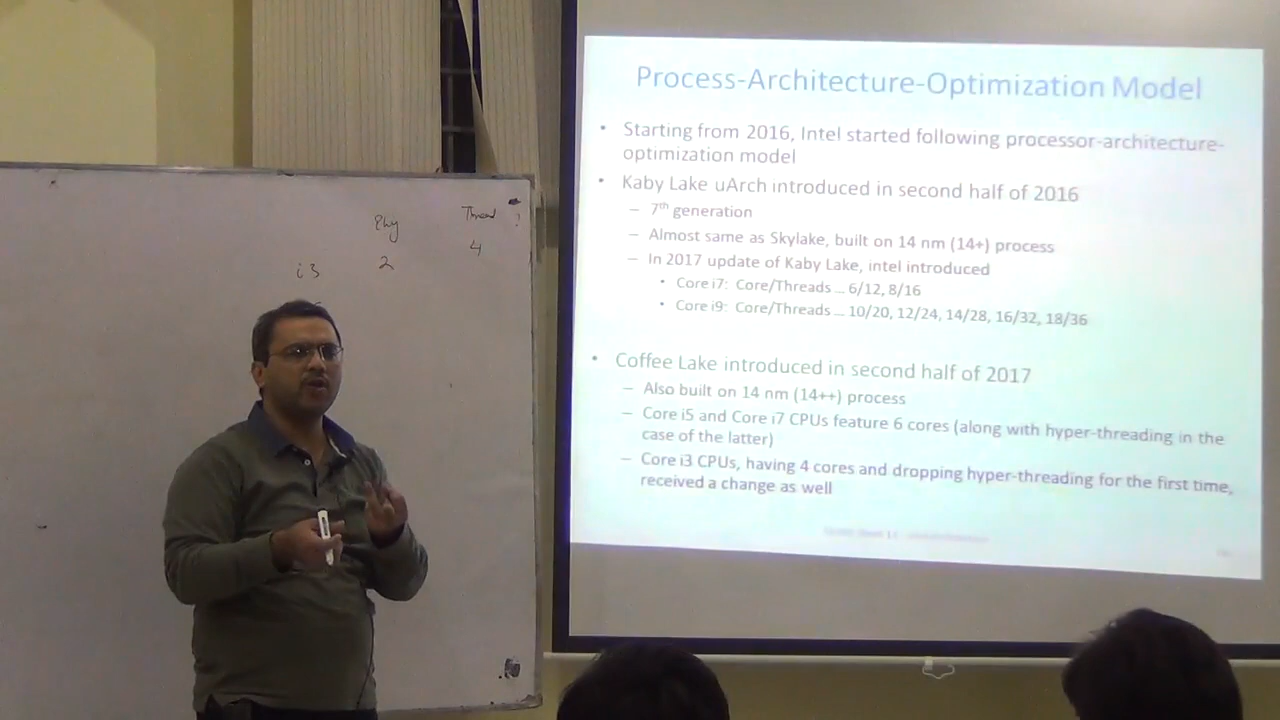 Phy Thread
i3 2 4
Process-Architecture-Optimization Model
• Starting from 2016, Intel started following processor-architecture-
optimization model
• Kaby Lake uArch introduced in second half of 2016
– 7th generation
– Almost same as Skylake, built on 14 nm (14+) process
– In 2017 update of Kaby Lake, intel introduced
• Core i7: Core/Threads ... 6/12, 8/16
• Core i9: Core/Threads ... 10/20, 12/24, 14/28, 16/32, 18/36
• Coffee Lake introduced in second half of 2017
– Also built on 14 nm (14++) process
– Core i5 and Core i7 CPUs feature 6 cores (along with hyper-threading in the
case of the latter)
– Core i3 CPUs, having 4 cores and dropping hyper-threading for the first time,
received a change as well